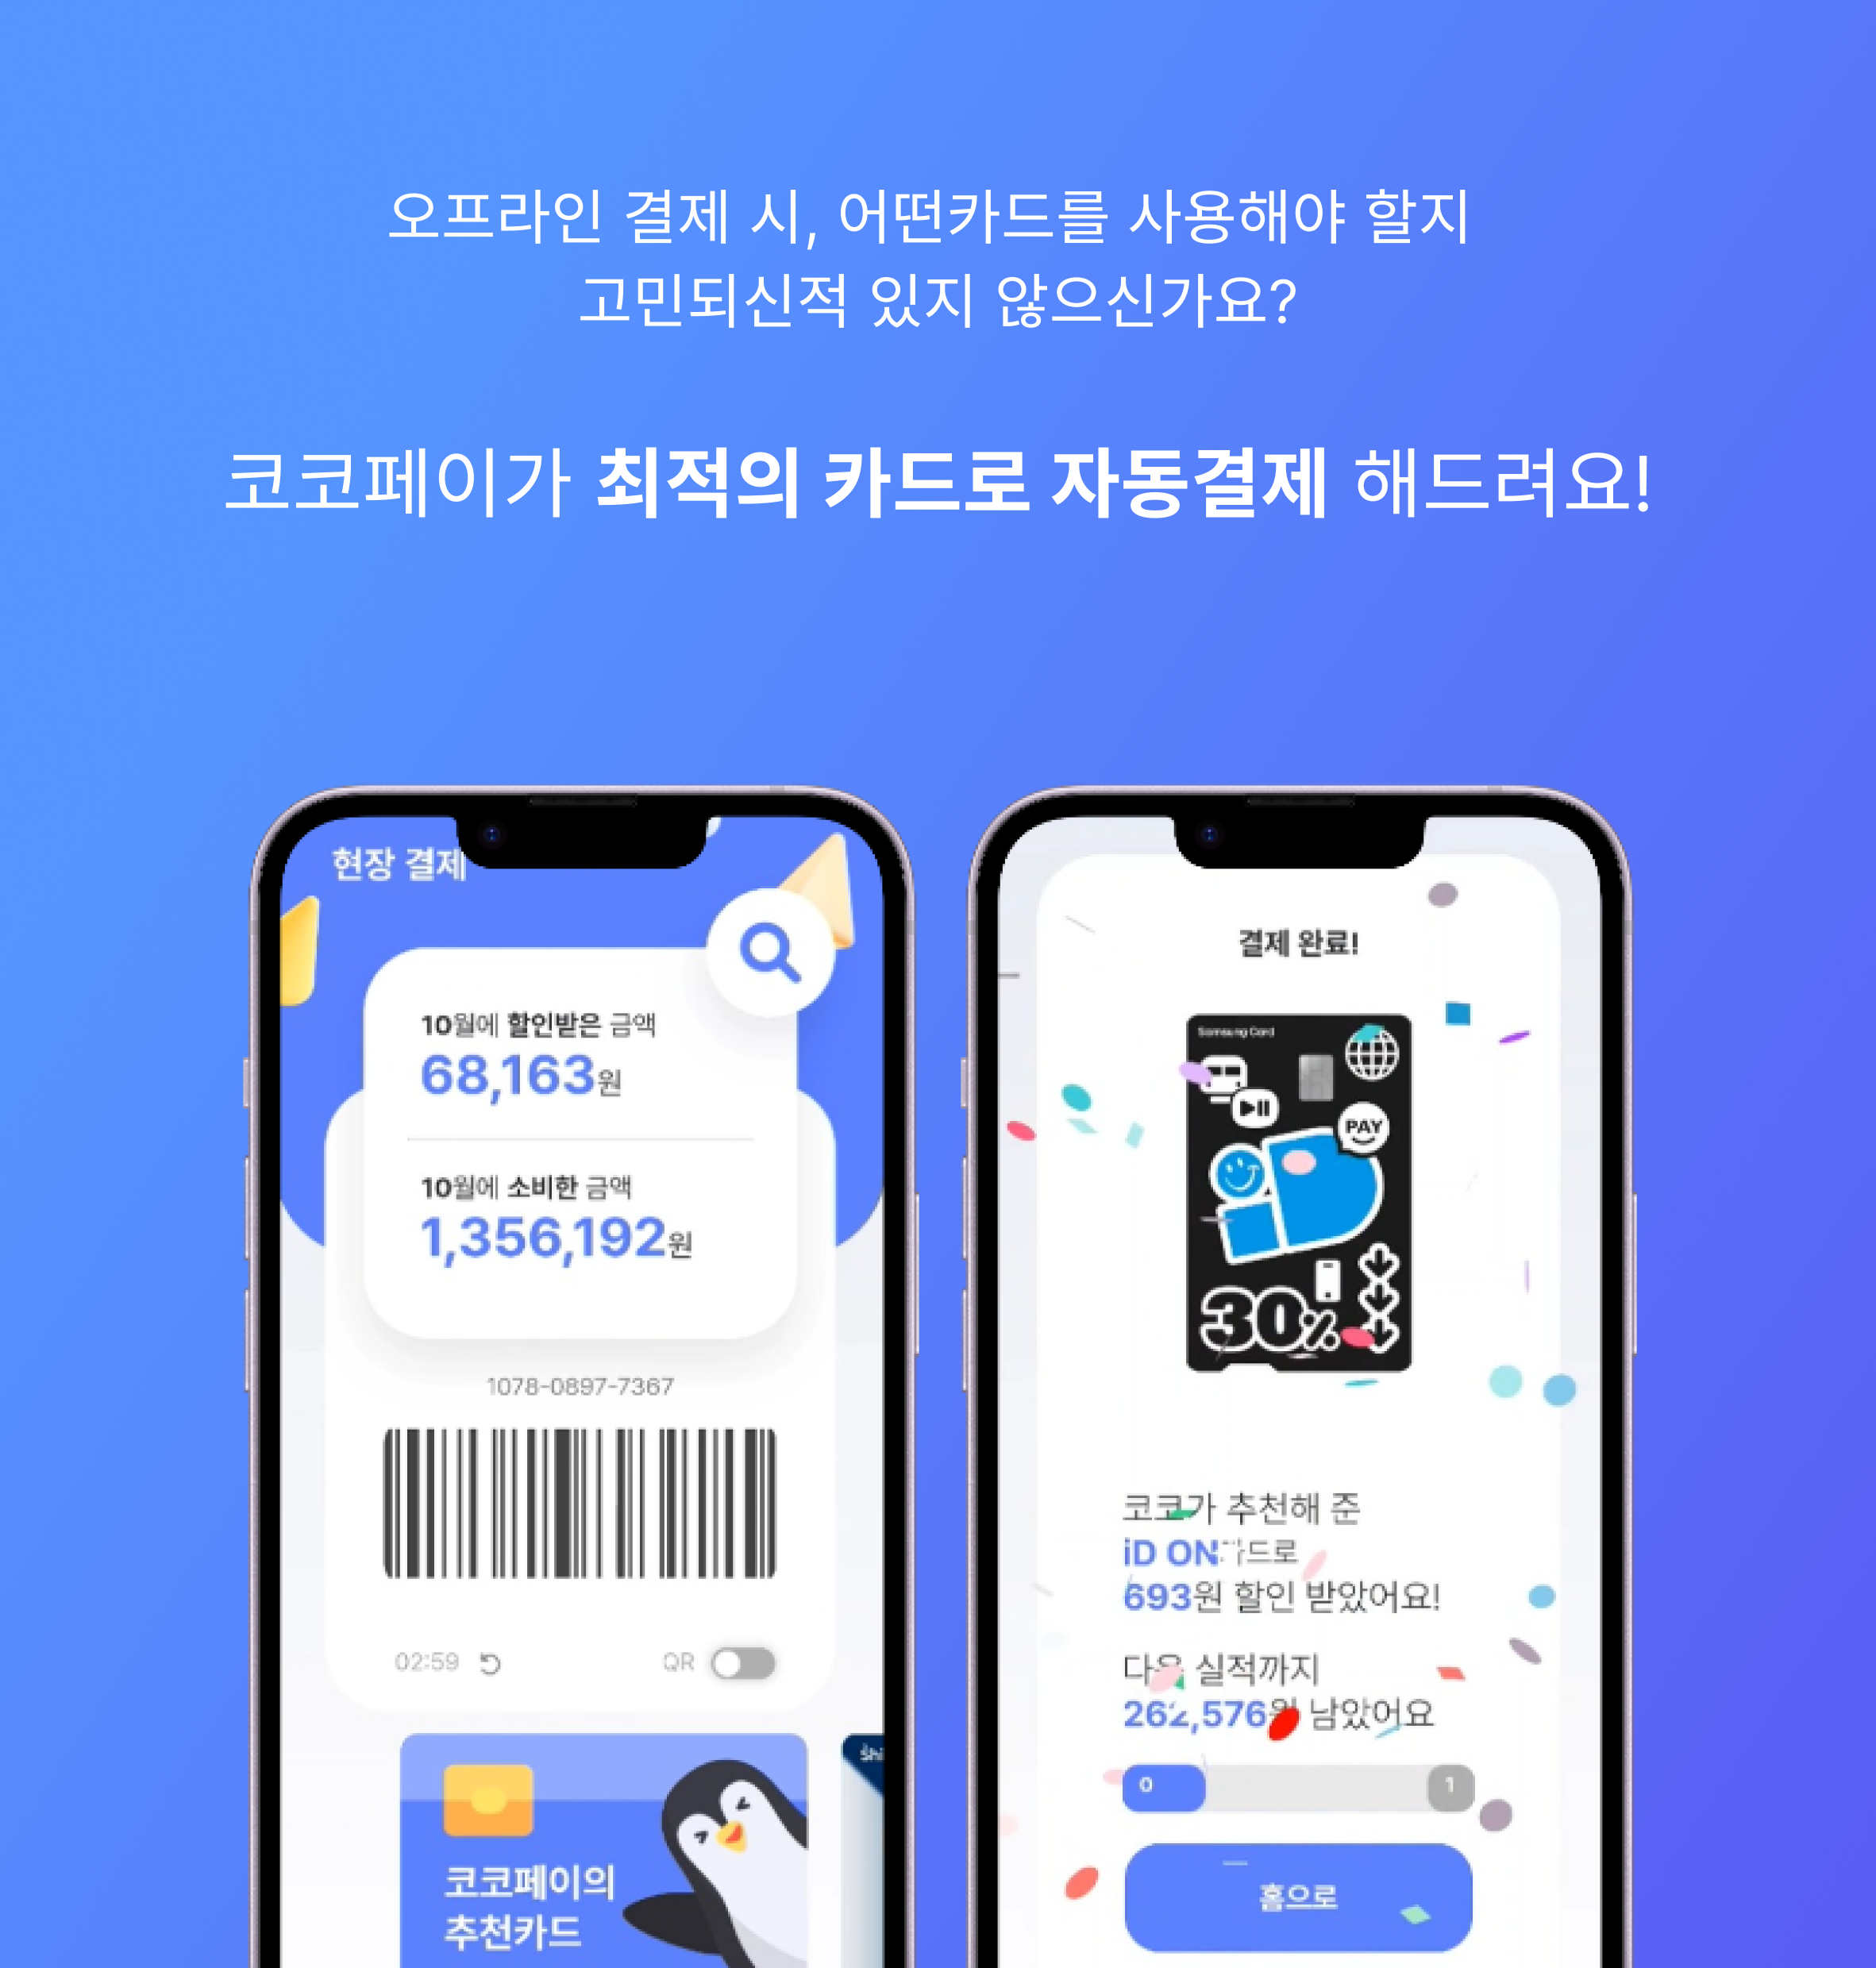 오프라인 결제 시, 어떤카드를 사용해야 할지
고민되신적 있지 않으신가요?
코코페이가 최적의 카드로 자동결제 해드려요!
현장 결제
10월에 할인받은 금액
68,163원
10월에 소비한 금액
1,356,192원
1078-0897-7367
02:59
QR
코코페이의
추천카드
Shi
결제 완료!
Samsung Card
PAY
iD
30%
코코가 추천해 준
iD ON카드로
693원 할인 받았어요!
다음 실적까지
262,576원 남았어요
0
1
홈으로